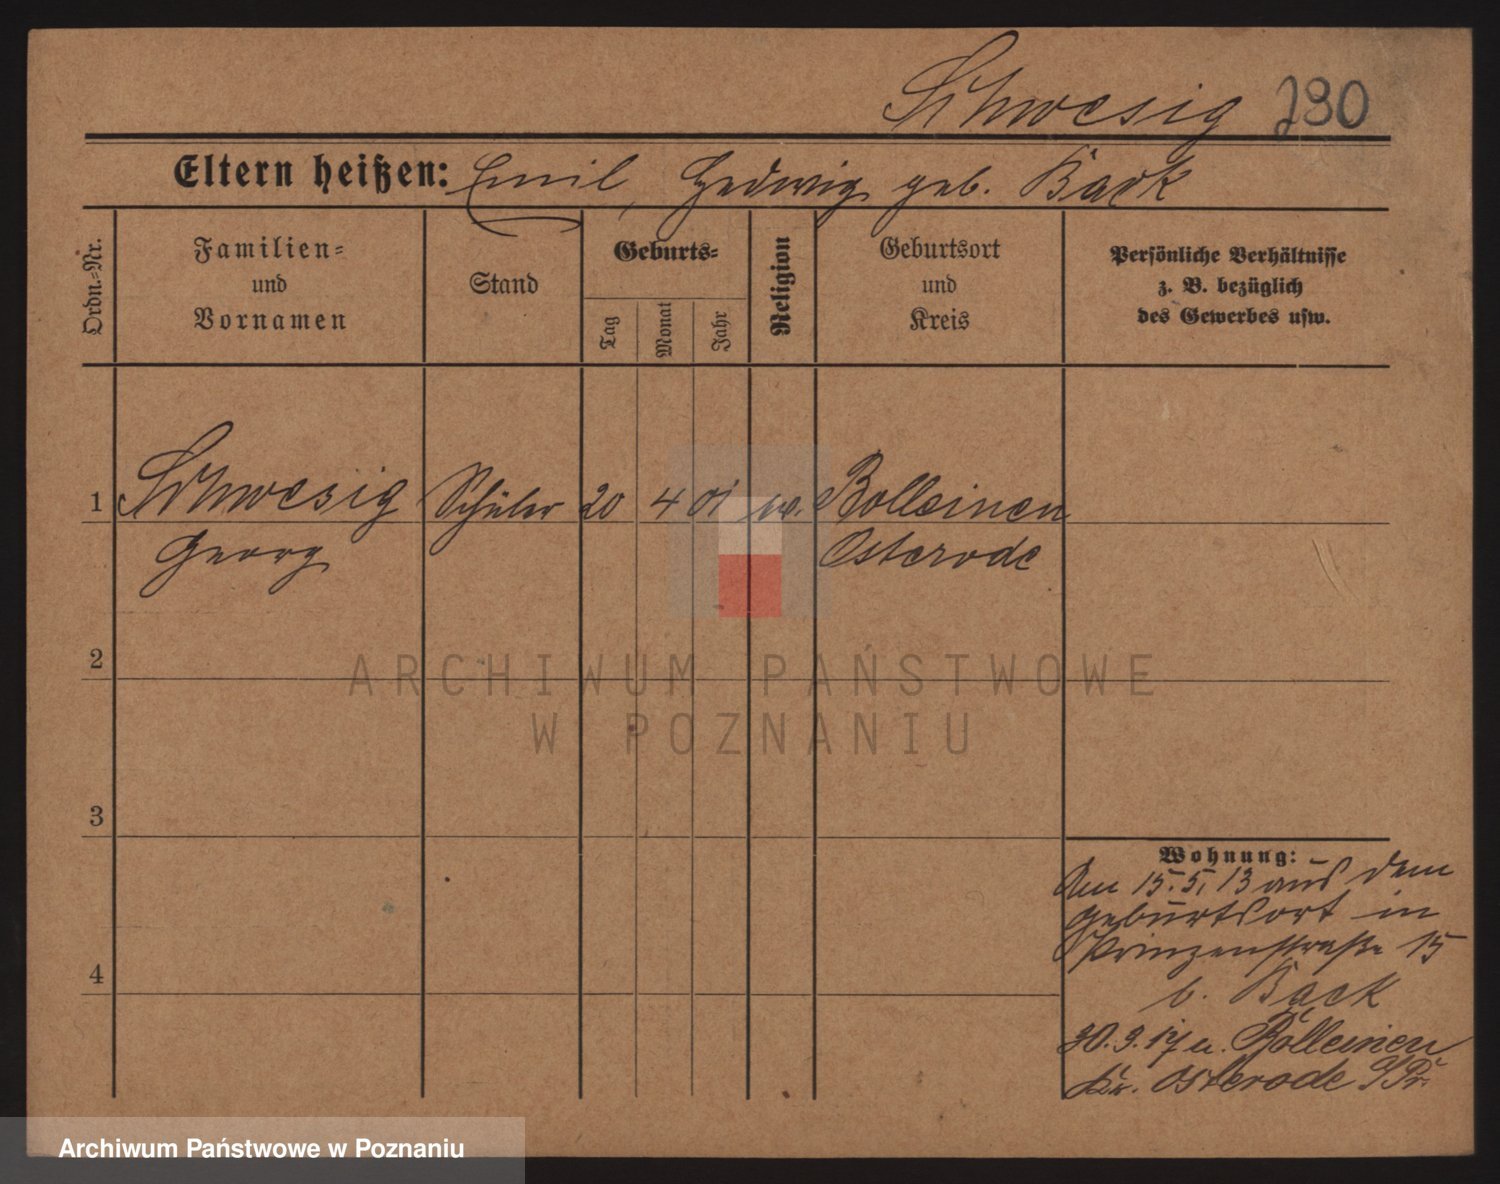 Schwesig 230
Eltern heißen: Emil, Hedwig geb. Back
Ordn.-Nr.
Familien-
und
Vornamen
Stand
Geburts-
Tag
Monat
Jahr
Religion
Geburtsort
und
Kreis
Persönliche Verhältnisse
z. B. bezüglich
des Gewerbes usw.
1 Schwesig Schüler 20 4 01 ev. Bolleinen
Georg Osterode
2
3
4
ARCHIWUM PAŃSTWOWE
W POZNANIU
Wohnung:
Am 15.5.13 aus dem
Geburtsort in
Prinzenstraße 15
b. Back
30.9.17 n. Bolleinen
Kr. Osterode O/Pr.
Archiwum Państwowe w Poznaniu